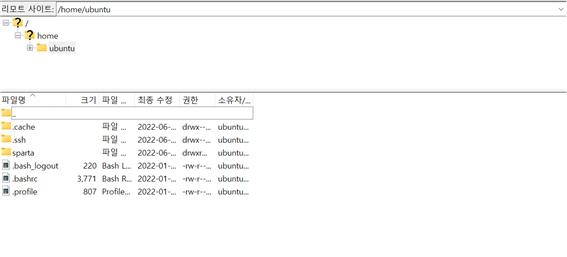 리모트 사이트: /home/ubuntu
/
home
ubuntu
파일명 크기 파일 ... 최종 수정 권한 소유자/...
..
.cache 파일 ... 2022-06-... drwx--... ubuntu...
.ssh 파일 ... 2022-06-... drwx--... ubuntu...
sparta 파일 ... 2022-06-... drwxr... ubuntu...
.bash_logout 220 Bash L... 2022-01-... -rw-r--... ubuntu...
.bashrc 3,771 Bash R... 2022-01-... -rw-r--... ubuntu...
.profile 807 Profile... 2022-01-... -rw-r--... ubuntu...